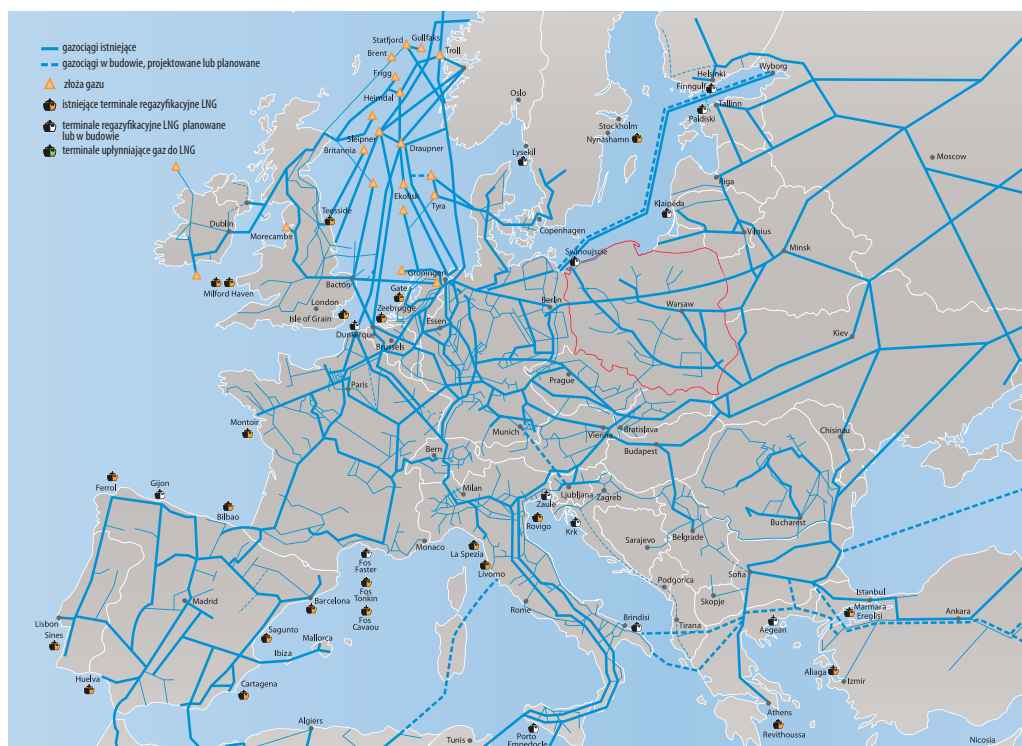 gazociągi istniejące
gazociągi w budowie, projektowane lub planowane
złoża gazu
istniejące terminale regazyfikacyjne LNG
terminale regazyfikacyjne LNG planowane
lub w budowie
terminale upłynniające gaz do LNG
Statfjord
Gullfaks
Brent
Troll
Frigg
Heimdal
Sleipner
Britannia
Draupner
Ekofisk
Tyra
Oslo
Stockholm
Nynashamn
Lysekil
Helsinki
Finngulf
Wyborg
Tallinn
Paldiski
Moscow
Riga
Klaipėda
Vilnius
Minsk
Copenhagen
Swinoujscie
Teesside
Dublin
Morecambe
Milford Haven
Bacton
London
Isle of Grain
Groningen
Gate
Zeebrugge
Dunkerque
Brussels
Essen
Berlin
Warsaw
Kiev
Prague
Paris
Montoir
Munich
Vienna
Bratislava
Budapest
Chisinau
Bern
Milan
Ljubljana
Zagreb
Zaule
Rovigo
Krk
Bucharest
Belgrade
Sarajevo
Ferrol
Gijon
Bilbao
Monaco
La Spezia
Livorno
Fos
Faster
Fos
Tonkin
Fos
Cavaou
Podgorica
Sofia
Skopje
Istanbul
Marmara
Ereglisi
Ankara
Madrid
Barcelona
Rome
Lisbon
Sines
Sagunto
Mallorca
Ibiza
Brindisi
Tirana
Aegean
Huelva
Cartagena
Aliaga
Izmir
Athens
Revithoussa
Algiers
Tunis
Porto
Empedocle
Nicosia